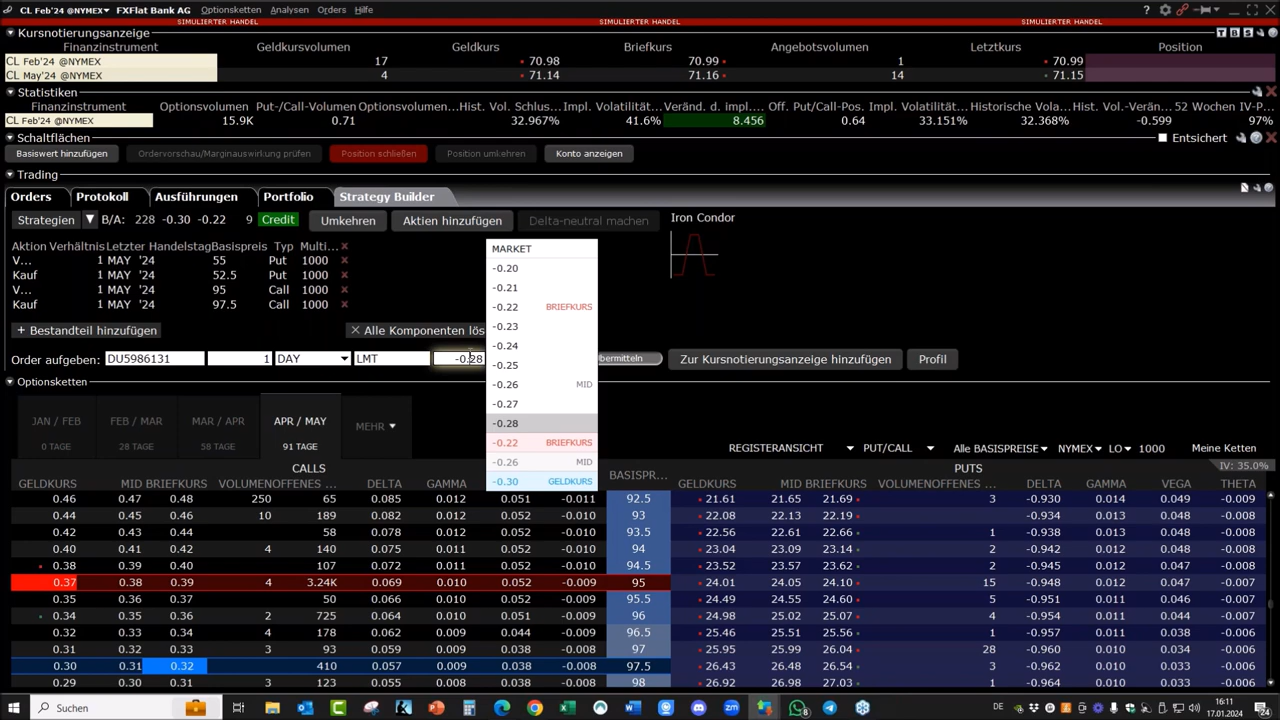 CL Feb'24 @NYMEX FXFlat Bank AG Optionsketten Analysen Orders Hilfe ?
SIMULIERTER HANDEL SIMULIERTER HANDEL SIMULIERTER HANDEL
Kursnotierungsanzeige
Finanzinstrument Geldkursvolumen Geldkurs Briefkurs Angebotsvolumen Letztkurs Position
CL Feb'24 @NYMEX 17 70.98 70.99 1 70.99
CL May'24 @NYMEX 4 71.14 71.16 14 71.15
Statistiken
Finanzinstrument Optionsvolumen Put-/Call-Volumen Optionsvolumen... Hist. Vol. Schlus... Impl. Volatilität... Veränd. d. impl.... Off. Put/Call-Pos. Impl. Volatilität... Historische Vola... Hist. Vol.-Verän... 52 Wochen IV-P...
CL Feb'24 @NYMEX 15.9K 0.71 32.967% 41.6% 8.456 0.64 33.151% 32.368% -0.599 97%
Schaltflächen Entsichert
Basiswert hinzufügen Ordervorschau/Marginauswirkung prüfen Position schließen Position umkehren Konto anzeigen
Trading
Orders Protokoll Ausführungen Portfolio Strategy Builder
Strategien B/A: 228 -0.30 -0.22 9 Credit Umkehren Aktien hinzufügen Delta-neutral machen Iron Condor
Aktion Verhältnis Letzter Handelstag Basispreis Typ Multi...
V... 1 MAY '24 55 Put 1000
Kauf 1 MAY '24 52.5 Put 1000
V... 1 MAY '24 95 Call 1000
Kauf 1 MAY '24 97.5 Call 1000
+ Bestandteil hinzufügen × Alle Komponenten lös
Order aufgeben: DU5986131 1 DAY LMT -0.28 bermitteln Zur Kursnotierungsanzeige hinzufügen Profil
MARKET
-0.20
-0.21
-0.22 BRIEFKURS
-0.23
-0.24
-0.25
-0.26 MID
-0.27
-0.28
-0.22 BRIEFKURS
-0.26 MID
-0.30 GELDKURS
Optionsketten
JAN / FEB FEB / MAR MAR / APR APR / MAY MEHR
0 TAGE 28 TAGE 58 TAGE 91 TAGE
REGISTERANSICHT PUT/CALL Alle BASISPREISE NYMEX LO 1000 Meine Ketten
CALLS BASISPR... PUTS IV: 35.0%
GELDKURS MID BRIEFKURS VOLUMEN OFFENES ... DELTA GAMMA GELDKURS MID BRIEFKURS VOLUMEN OFFENES ... DELTA GAMMA VEGA THETA
0.46 0.47 0.48 250 65 0.085 0.012 0.051 -0.011 92.5 21.61 21.65 21.69 3 -0.930 0.014 0.049 -0.009
0.44 0.45 0.46 10 189 0.082 0.012 0.051 -0.010 93 22.08 22.13 22.19 -0.934 0.013 0.048 -0.008
0.42 0.43 0.44 58 0.078 0.012 0.051 -0.010 93.5 22.56 22.61 22.66 1 -0.938 0.013 0.048 -0.008
0.40 0.41 0.42 4 140 0.075 0.011 0.052 -0.010 94 23.04 23.09 23.14 2 -0.942 0.013 0.048 -0.008
0.38 0.39 0.40 107 0.072 0.011 0.052 -0.010 94.5 23.52 23.57 23.62 2 -0.945 0.012 0.047 -0.008
0.37 0.38 0.39 4 3.24K 0.069 0.010 0.052 -0.009 95 24.01 24.05 24.10 15 -0.948 0.012 0.047 -0.007
0.35 0.36 0.37 50 0.066 0.010 0.052 -0.009 95.5 24.49 24.55 24.60 5 -0.951 0.011 0.046 -0.007
0.34 0.35 0.36 2 725 0.064 0.010 0.051 -0.009 96 24.98 25.02 25.07 4 -0.954 0.011 0.046 -0.007
0.32 0.33 0.34 4 178 0.062 0.009 0.044 -0.008 96.5 25.46 25.51 25.56 1 -0.957 0.011 0.038 -0.006
0.31 0.32 0.33 3 93 0.059 0.009 0.038 -0.008 97 25.95 25.99 26.04 28 -0.960 0.010 0.034 -0.006
0.30 0.31 0.32 410 0.057 0.009 0.038 -0.008 97.5 26.43 26.48 26.54 3 -0.962 0.010 0.033 -0.006
0.29 0.30 0.31 3 123 0.055 0.008 0.038 -0.008 98 26.92 26.98 27.03 1 -0.964 0.010 0.033 -0.006
Suchen DE 16:11
17.01.2024